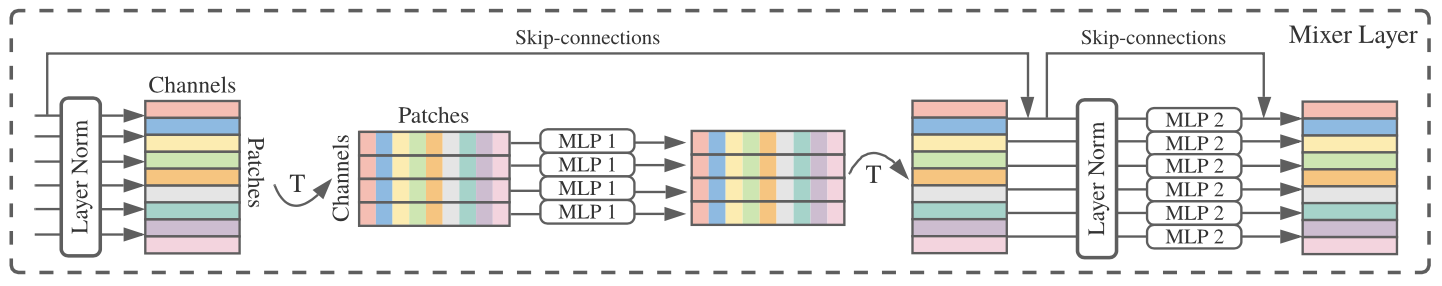 Skip-connections
Skip-connections
Mixer Layer
Layer Norm
Channels
Patches
T
Channels
Patches
MLP 1
MLP 1
MLP 1
MLP 1
T
Layer Norm
MLP 2
MLP 2
MLP 2
MLP 2
MLP 2
MLP 2